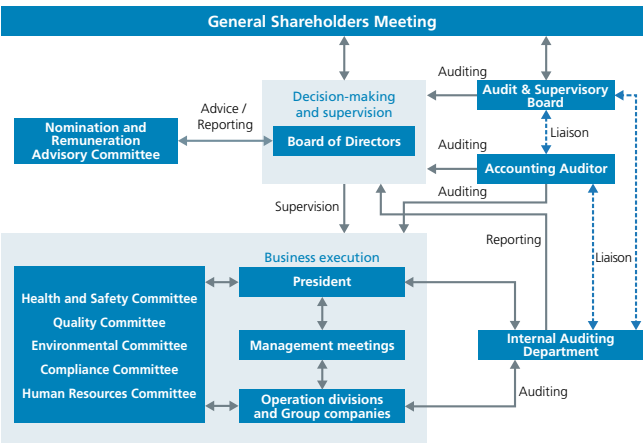 General Shareholders Meeting
Auditing
Decision-making
and supervision
Audit & Supervisory
Board
Advice /
Reporting
Nomination and
Remuneration
Advisory Committee
Board of Directors
Liaison
Auditing
Accounting Auditor
Auditing
Supervision
Reporting
Business execution
Liaison
President
Health and Safety Committee
Quality Committee
Environmental Committee
Compliance Committee
Human Resources Committee
Management meetings
Internal Auditing
Department
Operation divisions
and Group companies
Auditing